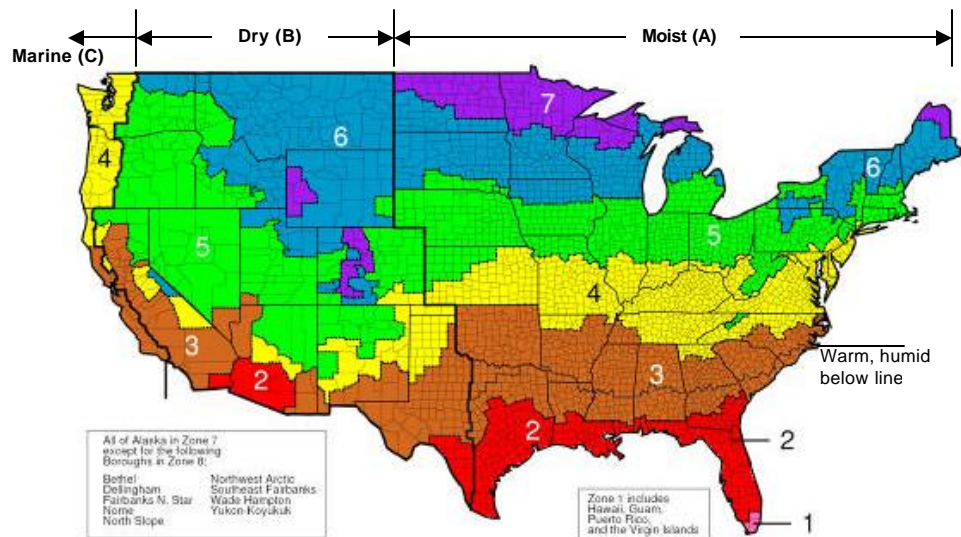 Dry (B)
Moist (A)
Marine (C)
7
6
4
6
5
5
4
3
3
Warm, humid
below line
2
2
2
1
All of Alaska in Zone 7
except for the following
Boroughs in Zone 8:
Bethel
Dellingham
Fairbanks N. Star
Nome
North Slope
Northwest Arctic
Southeast Fairbanks
Wade Hampton
Yukon-Koyukuk
Zone 1 includes
Hawaii, Guam,
Puerto Rico,
and the Virgin Islands